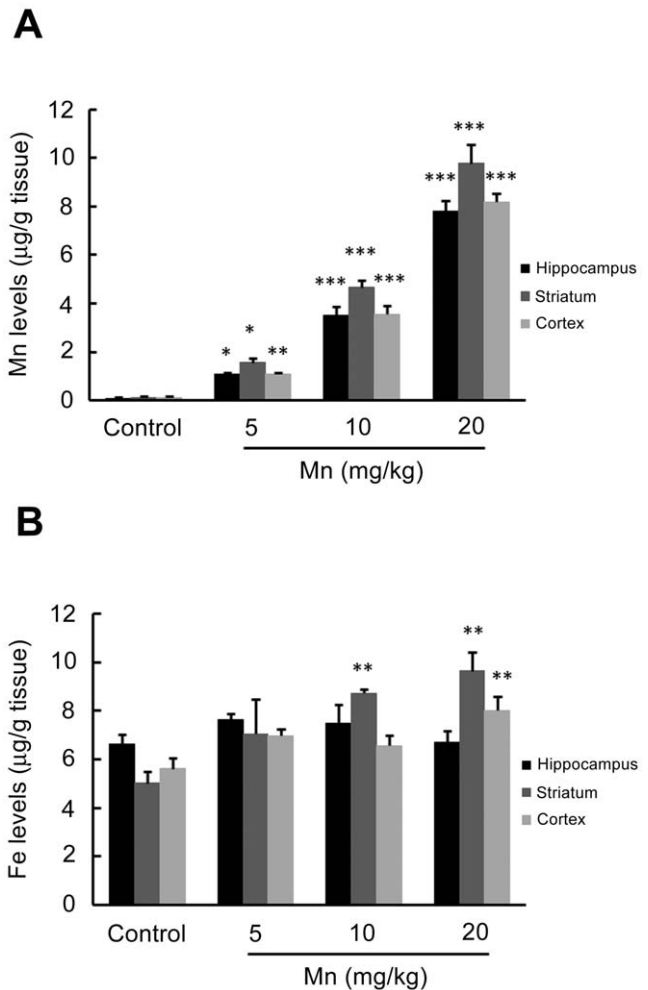 A
Mn levels (µg/g tissue)
12
10
8
6
4
2
0
* * **
*** *** ***
*** *** ***
Hippocampus
Striatum
Cortex
Control 5 10 20
Mn (mg/kg)
B
Fe levels (µg/g tissue)
12
10
8
6
4
2
0
**
** **
Hippocampus
Striatum
Cortex
Control 5 10 20
Mn (mg/kg)